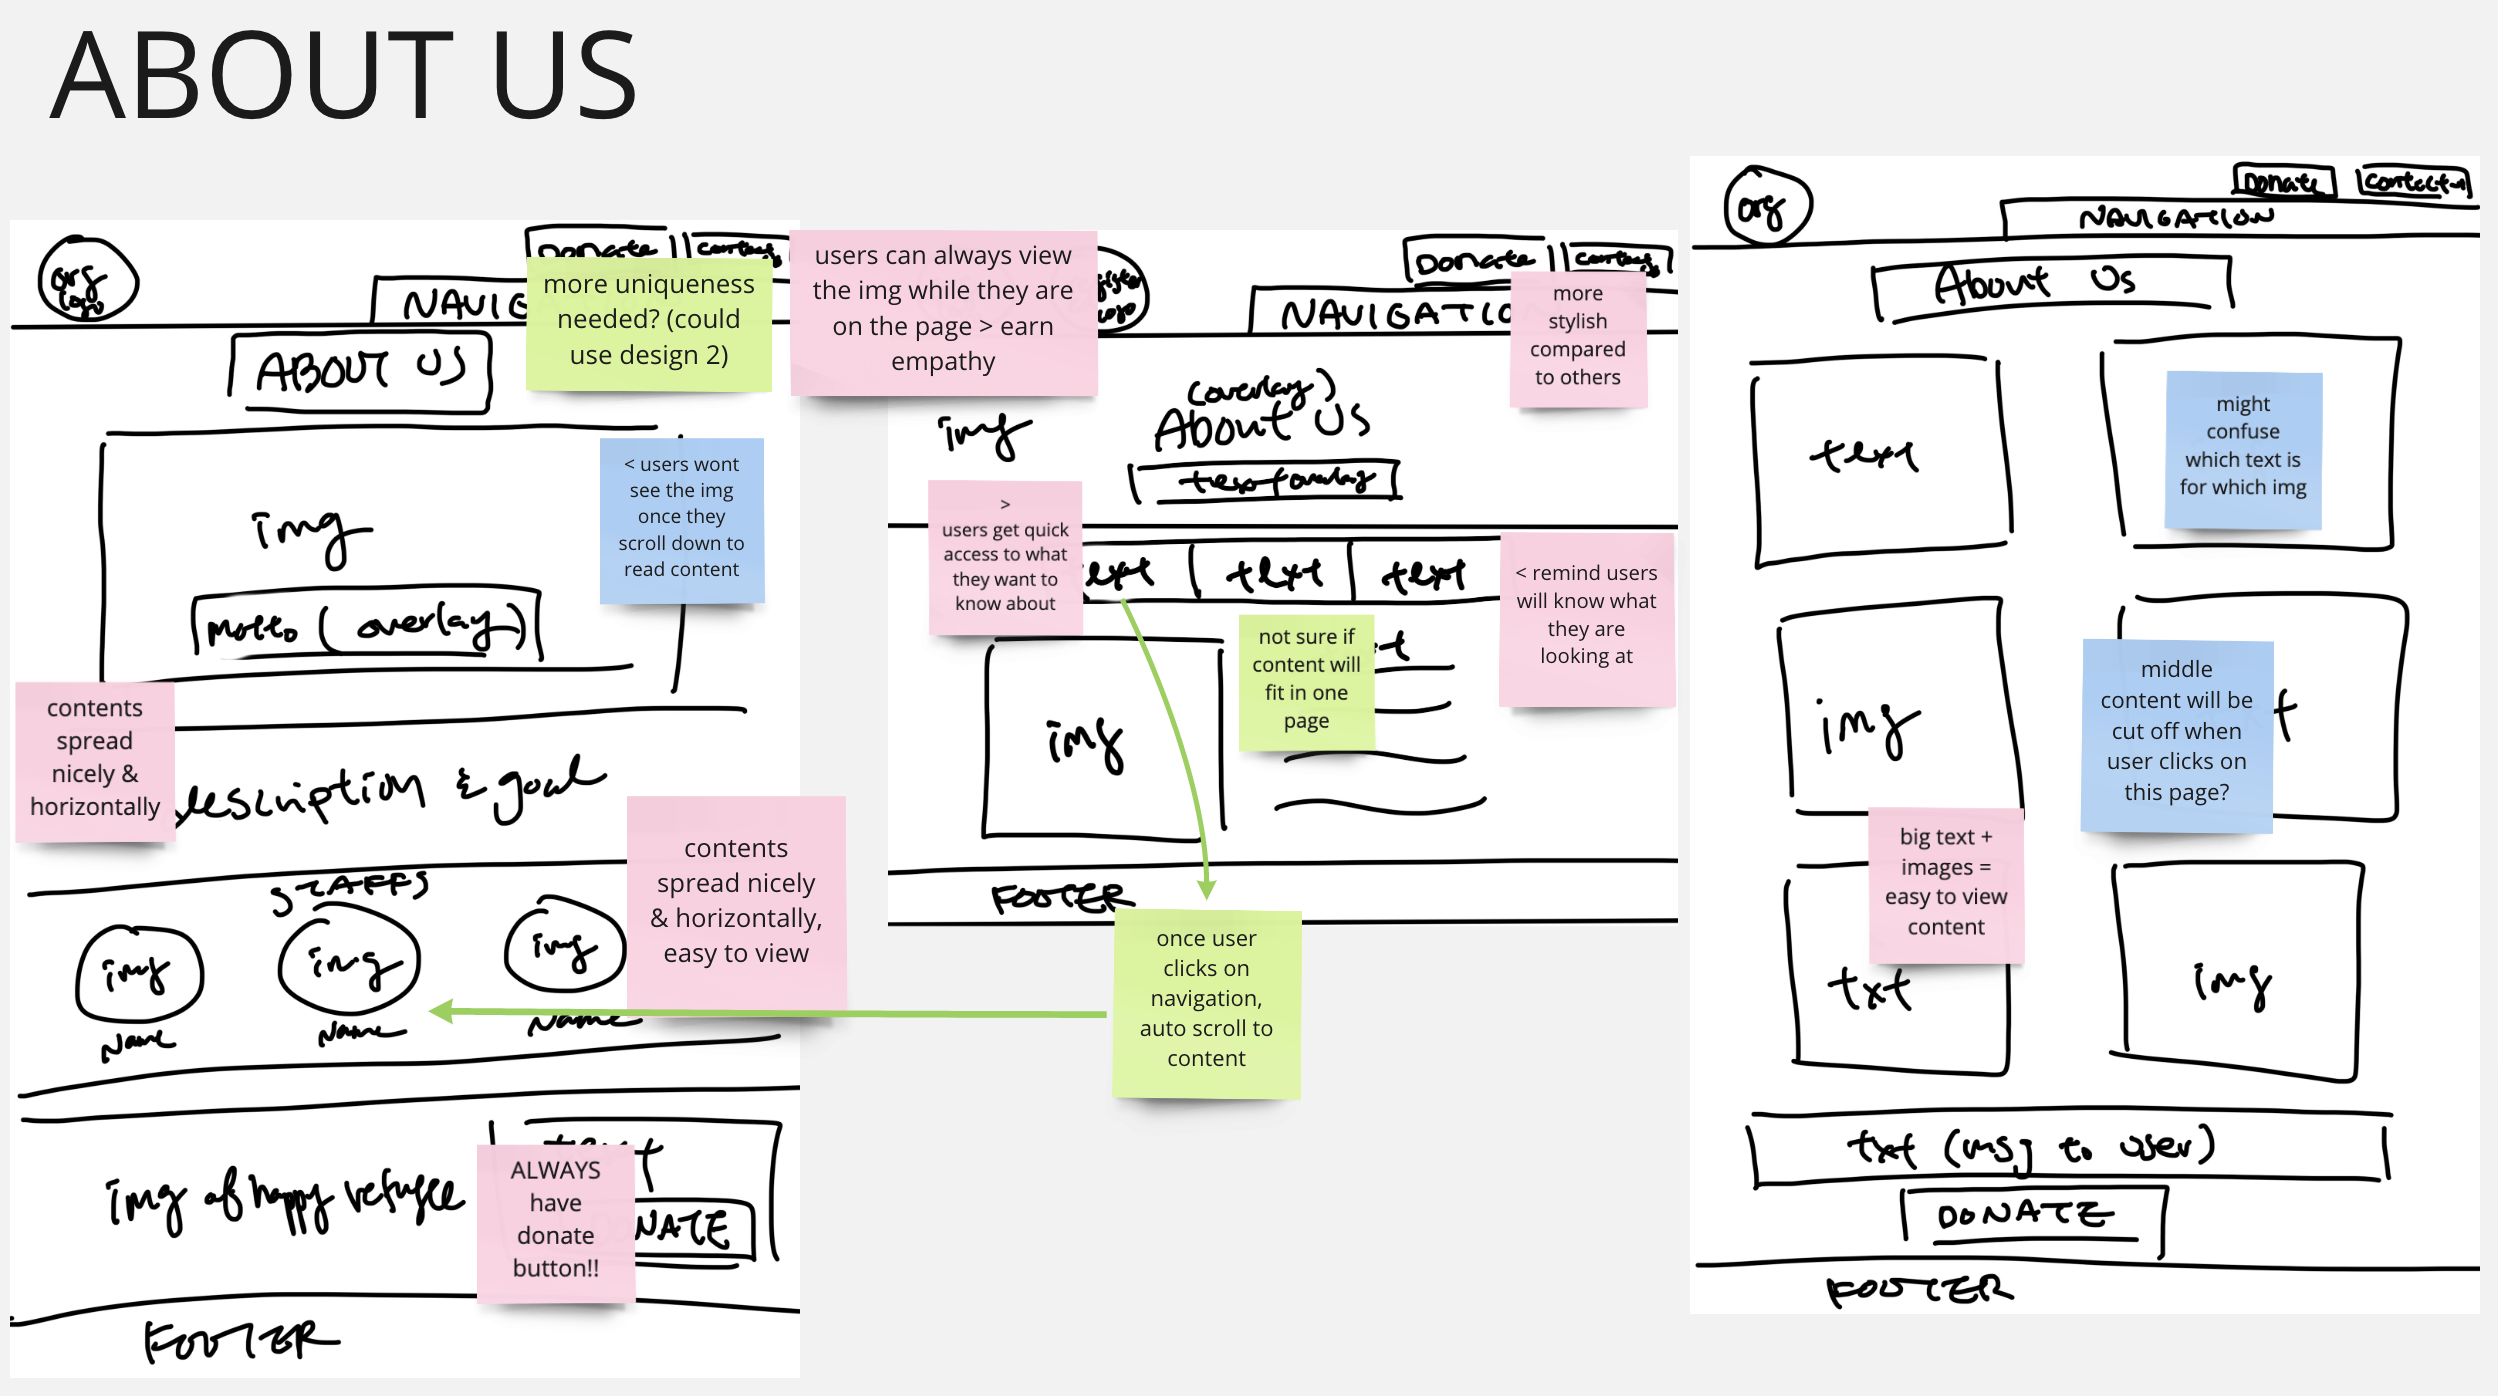 ABOUT US
org
logo
Donate
NAVIG
more uniqueness
needed? (could
use design 2)
ABOUT US
img
motto (overlay)
< users wont
see the img
once they
scroll down to
read content
contents
spread
nicely &
horizontally
description & goal
contents
spread nicely
& horizontally,
easy to view
STAFFS
img
img
img
Name
Name
Name
img of happy refugee
ALWAYS
have
donate
button!!
NATE
FOOTER
users can always view
the img while they are
on the page > earn
empathy
logo
Donate
NAVIGATIO
more
stylish
compared
to others
img
(overlay)
About US
text overlay
>
users get quick
access to what
they want to
know about
text
text
text
< remind users
will know what
they are
looking at
not sure if
content will
fit in one
page
img
FOOTER
once user
clicks on
navigation,
auto scroll to
content
org
Donate
Contact
NAVIGATION
About Us
text
might
confuse
which text is
for which img
img
middle
content will be
cut off when
user clicks on
this page?
big text +
images =
easy to view
content
txt
img
txt (msg to user)
DONATE
FOOTER